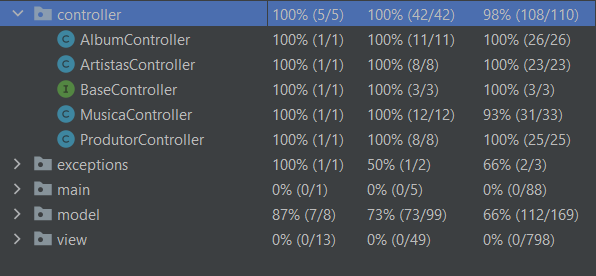 controller 100% (5/5) 100% (42/42) 98% (108/110)
C AlbumController 100% (1/1) 100% (11/11) 100% (26/26)
C ArtistasController 100% (1/1) 100% (8/8) 100% (23/23)
I BaseController 100% (1/1) 100% (3/3) 100% (3/3)
C MusicaController 100% (1/1) 100% (12/12) 93% (31/33)
C ProdutorController 100% (1/1) 100% (8/8) 100% (25/25)
exceptions 100% (1/1) 50% (1/2) 66% (2/3)
main 0% (0/1) 0% (0/5) 0% (0/88)
model 87% (7/8) 73% (73/99) 66% (112/169)
view 0% (0/13) 0% (0/49) 0% (0/798)